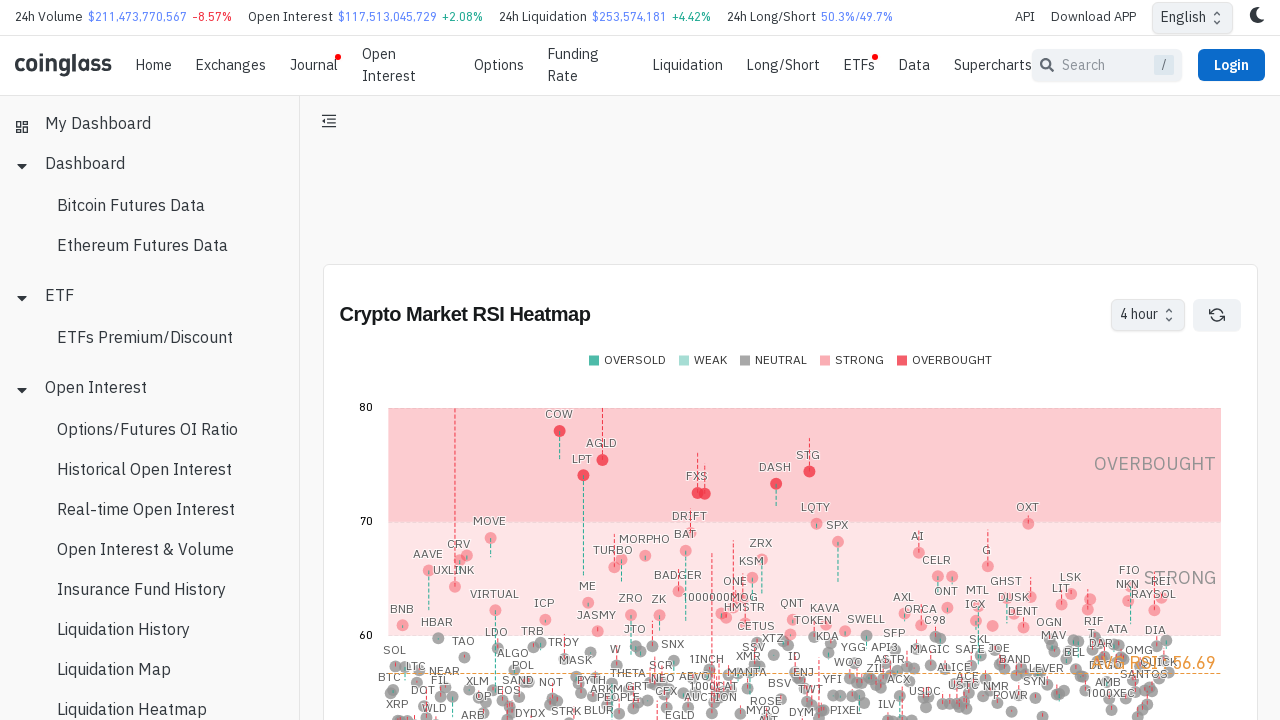 24h Volume $211,473,770,567 -8.57% Open Interest $117,513,045,729 +2.08% 24h Liquidation $253,574,181 +4.42% 24h Long/Short 50.3%/49.7% API Download APP English
coinglass Home Exchanges Journal Open Interest Options Funding Rate Liquidation Long/Short ETFs Data Supercharts Search / Login
My Dashboard
Dashboard
Bitcoin Futures Data
Ethereum Futures Data
ETF
ETFs Premium/Discount
Open Interest
Options/Futures OI Ratio
Historical Open Interest
Real-time Open Interest
Open Interest & Volume
Insurance Fund History
Liquidation History
Liquidation Map
Liquidation Heatmap
Crypto Market RSI Heatmap 4 hour
OVERSOLD WEAK NEUTRAL STRONG OVERBOUGHT
80
COW
AGLD
LPT STG
OVERBOUGHT
DASH
FXS
LQTY OXT
DRIFT
70 MOVE SPX
BAT AI
CRV TURBO MORPHO ZRX G
AAVE KSM CELR
UXLINK BADGER FIO
STRONG
ME ONE GHST LSK NKN REI
VIRTUAL ZRO ZK 1000000MOG AXL MTL LIT RAYSOL
ICP QNT DUSK
BNB JASMY HMSTR KAVA ORCA ONT ICX DENT
HBAR TOKEN SWELL C98 OGN
60 LDO TRB JTO CETUS KDA SFP SKL MAV ATA DIA
TAO TRDY SNX XTZ
SOL ALGO W SSV YGG API3 MAGIC SAFE JOE DAR OMG
LTC POL MASK 1INCH XMR ID WOO ASTR ALICE BAND BEL
BTC NEAR SCR AEVO MANTA ENJ ZIL ACE LEVER SANTOS
FIL XLM SAND NOT PYTH THETA NEO BSV YFI ACX SYN AMB
DOT EOS GRT CFX 1000CAT TWT USDC USTC NMR 1000XEC
XRP PEOPLE AUCTION ROSE ILV POWR
WLD ARB DYDX STRK BLUR EGLD MYRO DYM PIXEL